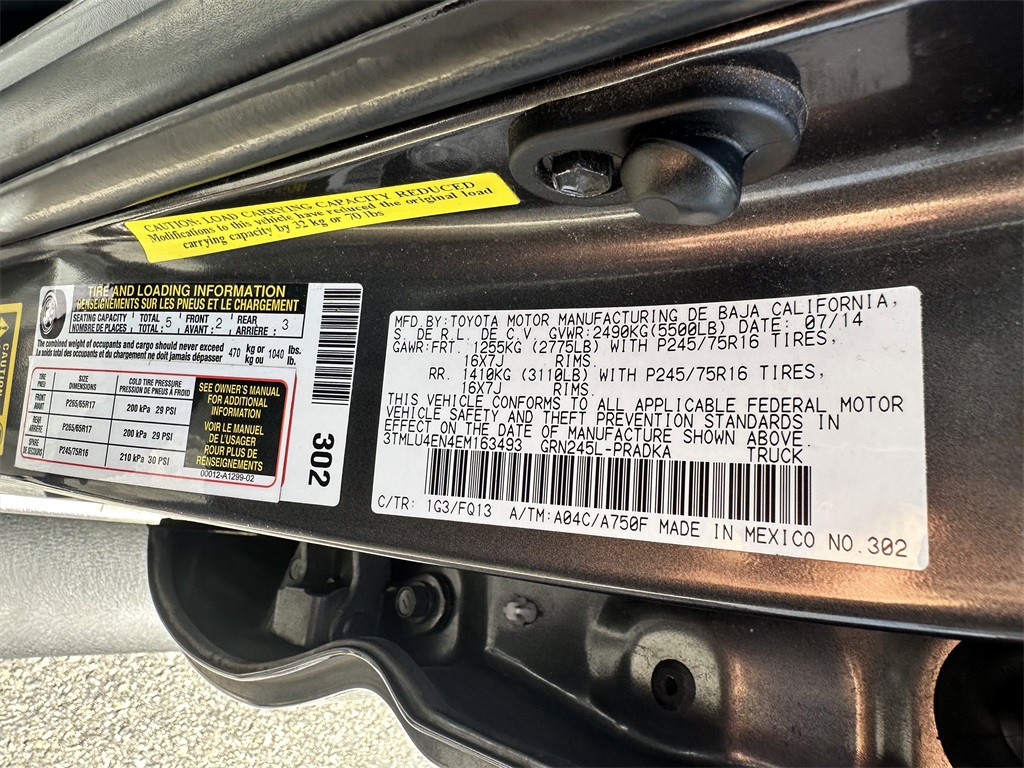 CAUTION: LOAD CARRYING CAPACITY REDUCED
Modifications to this vehicle have reduced the original load
carrying capacity by 32 kg or 70 lbs
CAUTION
TIRE AND LOADING INFORMATION
RENSEIGNEMENTS SUR LES PNEUS ET LE CHARGEMENT
SEATING CAPACITY TOTAL 5 FRONT 2 REAR 3
NOMBRE DE PLACES : TOTAL : AVANT : ARRIÈRE :
The combined weight of occupants and cargo should never exceed 470 kg or 1040 lbs.
Le poids total des occupants et du chargement ne doit jamais dépasser kg ou lb.
TIRE SIZE COLD TIRE PRESSURE
PNEU DIMENSIONS PRESSION DES PNEUS À FROID
FRONT P265/65R17 200 kPa 29 PSI
AVANT
REAR P265/65R17 200 kPa 29 PSI
ARRIÈRE
SPARE P245/75R16 210 kPa 30 PSI
DE SECOURS
SEE OWNER'S MANUAL
FOR ADDITIONAL
INFORMATION
VOIR LE MANUEL
DE L'USAGER
POUR PLUS DE
RENSEIGNEMENTS
00012-A1299-02
302
MFD.BY:TOYOTA MOTOR MANUFACTURING DE BAJA CALIFORNIA,
S. DE R.L. DE C.V. GVWR:2490KG(5500LB) DATE: 07/14
GAWR:FRT. 1255KG (2775LB) WITH P245/75R16 TIRES,
16X7J RIMS.
RR. 1410KG (3110LB) WITH P245/75R16 TIRES,
16X7J RIMS.
THIS VEHICLE CONFORMS TO ALL APPLICABLE FEDERAL MOTOR
VEHICLE SAFETY AND THEFT PREVENTION STANDARDS IN
EFFECT ON THE DATE OF MANUFACTURE SHOWN ABOVE.
3TMLU4EN4EM163493 GRN245L-PRADKA TRUCK
C/TR: 1G3/FQ13 A/TM:A04C/A750F MADE IN MEXICO NO.302